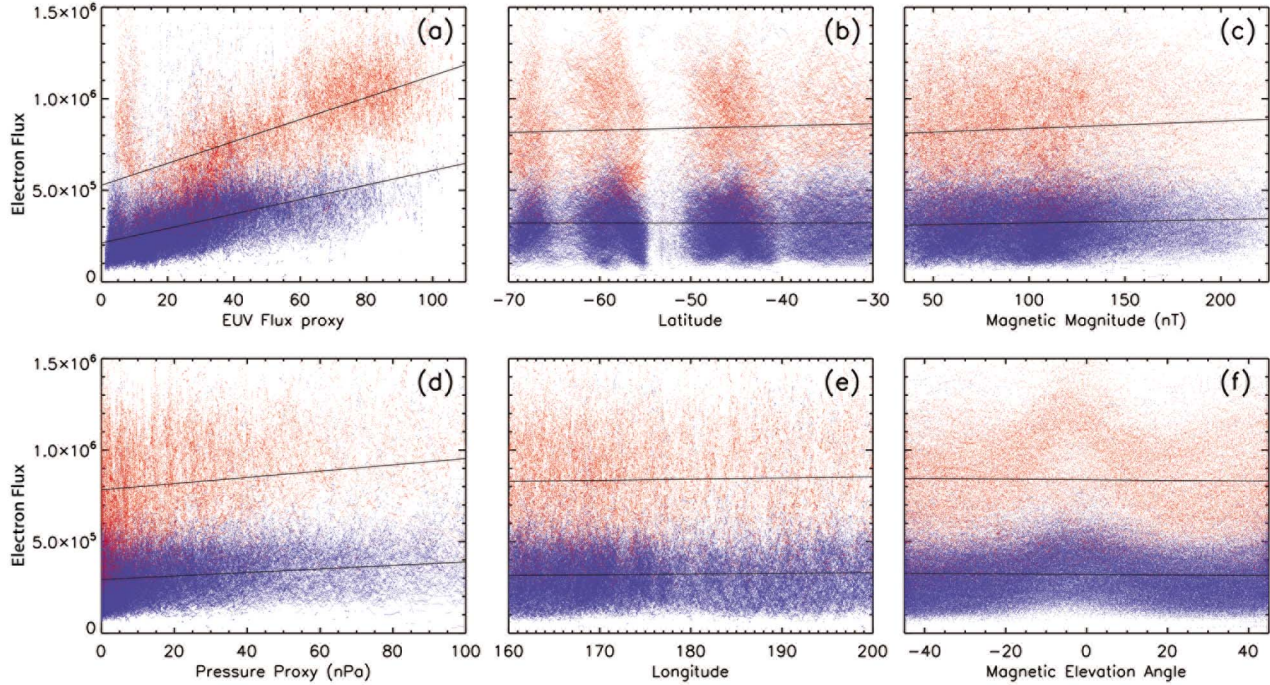 (a) (b) (c)
1.5×10⁶
1.0×10⁶
5.0×10⁵
0
Electron Flux
0 20 40 60 80 100
-70 -60 -50 -40 -30
50 100 150 200
EUV Flux proxy
Latitude
Magnetic Magnitude (nT)
(d) (e) (f)
1.5×10⁶
1.0×10⁶
5.0×10⁵
0
Electron Flux
0 20 40 60 80 100
160 170 180 190 200
-40 -20 0 20 40
Pressure Proxy (nPa)
Longitude
Magnetic Elevation Angle